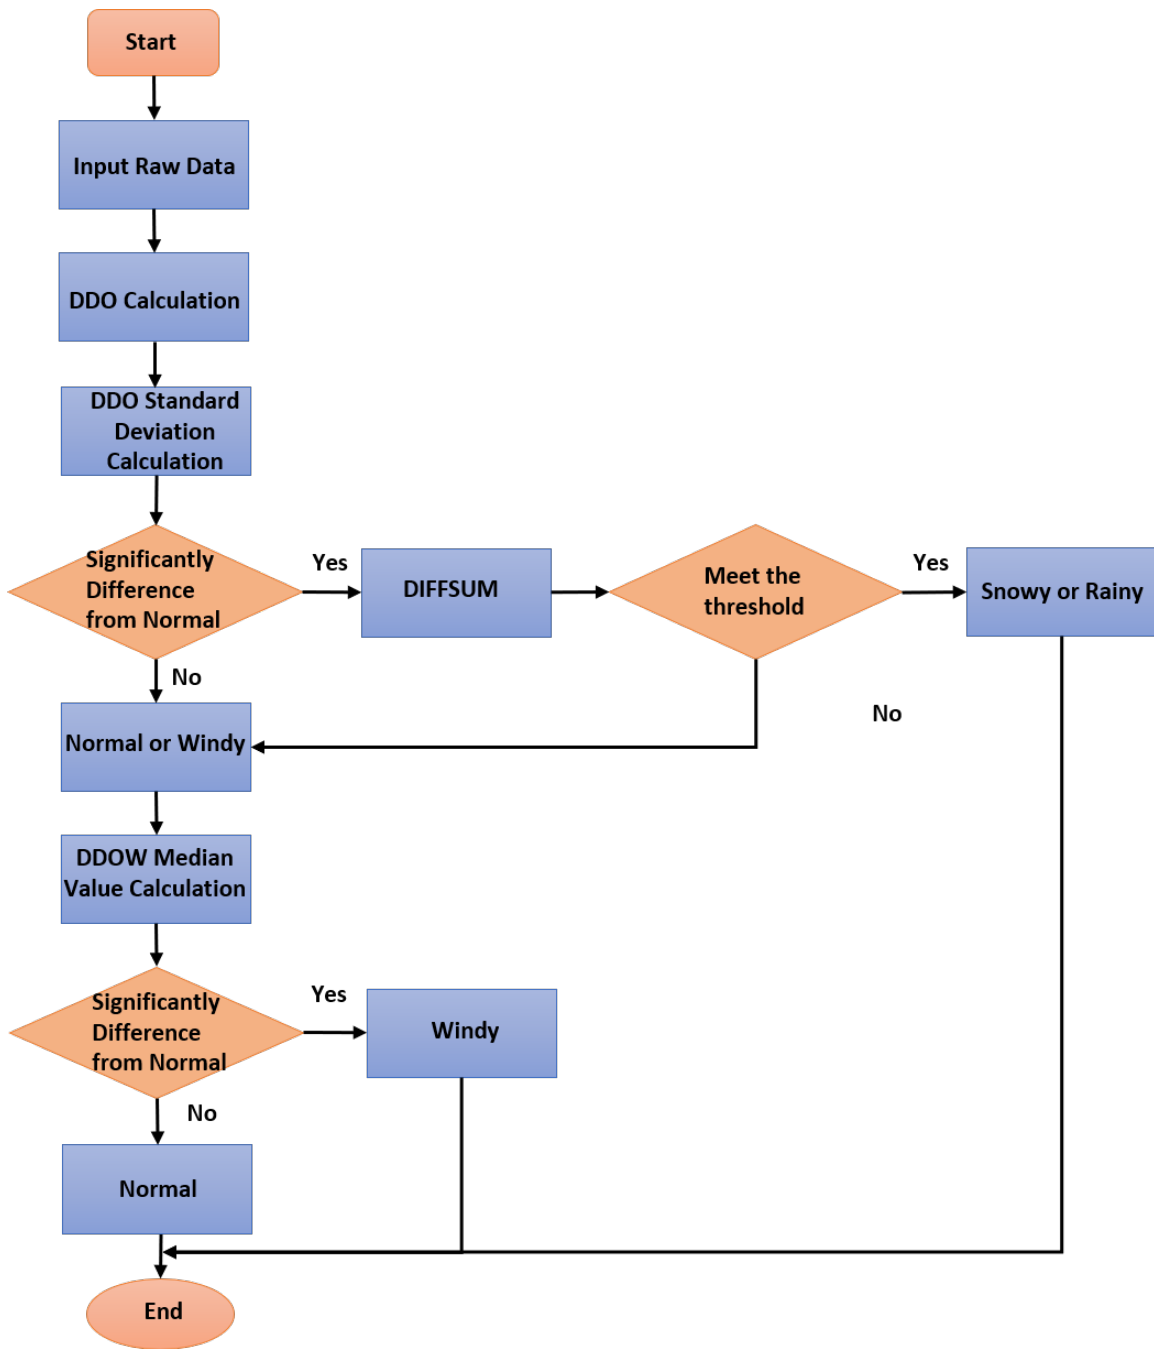 Start
Input Raw Data
DDO Calculation
DDO Standard
Deviation
Calculation
Significantly
Difference
from Normal
Yes
DIFFSUM
Meet the
threshold
Yes
Snowy or Rainy
No
No
Normal or Windy
DDOW Median
Value Calculation
Significantly
Difference
from Normal
Yes
Windy
No
Normal
End